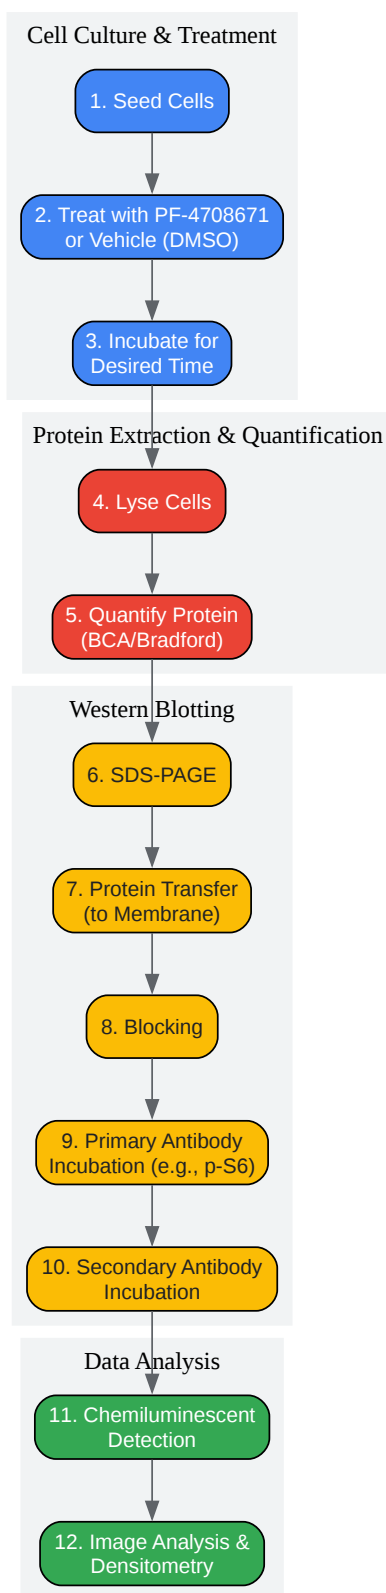 Cell Culture & Treatment
1. Seed Cells
2. Treat with PF-4708671
or Vehicle (DMSO)
3. Incubate for
Desired Time
Protein Extraction & Quantification
4. Lyse Cells
5. Quantify Protein
(BCA/Bradford)
Western Blotting
6. SDS-PAGE
7. Protein Transfer
(to Membrane)
8. Blocking
9. Primary Antibody
Incubation (e.g., p-S6)
10. Secondary Antibody
Incubation
Data Analysis
11. Chemiluminescent
Detection
12. Image Analysis &
Densitometry